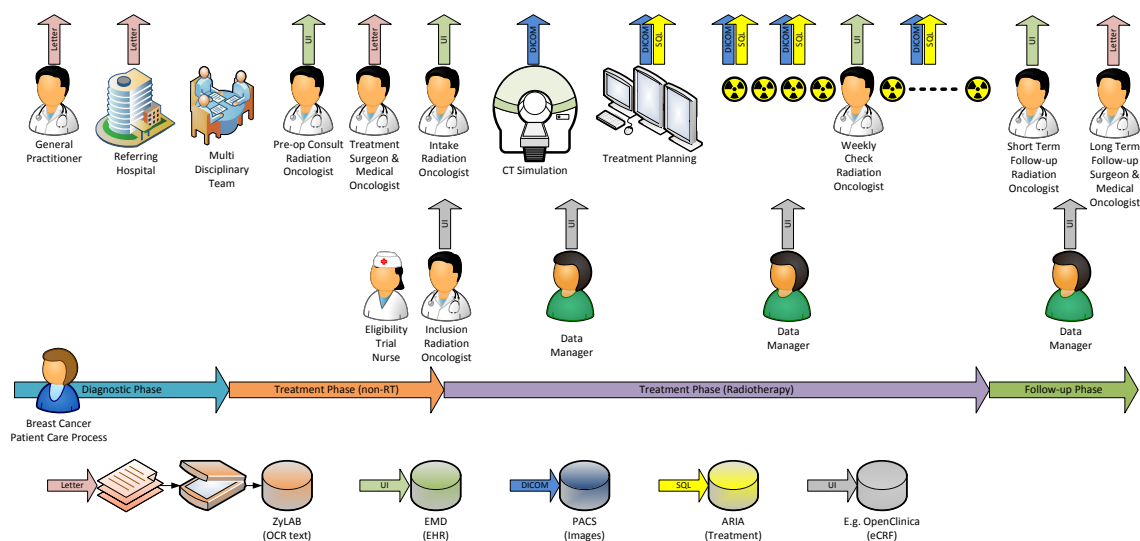 Letter
Letter
UI
Letter
UI
DICOM
DICOM
SQL
DICOM
SQL
DICOM
SQL
UI
DICOM
SQL
UI
Letter
General
Practitioner
Referring
Hospital
Multi
Disciplinary
Team
Pre-op Consult
Radiation
Oncologist
Treatment
Surgeon &
Medical
Oncologist
Intake
Radiation
Oncologist
CT Simulation
Treatment Planning
Weekly
Check
Radiation
Oncologist
Short Term
Follow-up
Radiation
Oncologist
Long Term
Follow-up
Surgeon &
Medical
Oncologist
UI
UI
UI
UI
Eligibility
Trial
Nurse
Inclusion
Radiation
Oncologist
Data
Manager
Data
Manager
Data
Manager
Diagnostic Phase
Treatment Phase (non-RT)
Treatment Phase (Radiotherapy)
Follow-up Phase
Breast Cancer
Patient Care Process
Letter
UI
DICOM
SQL
UI
ZyLAB
(OCR text)
EMD
(EHR)
PACS
(Images)
ARIA
(Treatment)
E.g. OpenClinica
(eCRF)